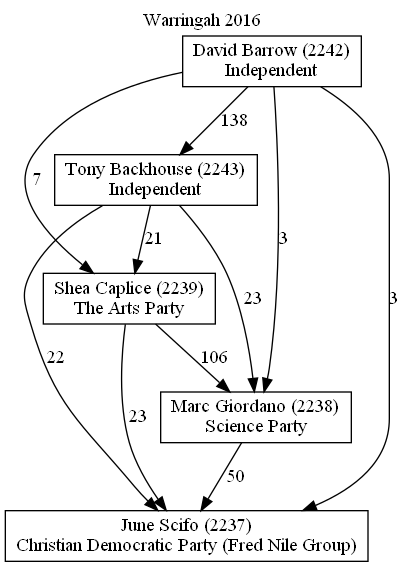 Warringah 2016
David Barrow (2242)
Independent
138
Tony Backhouse (2243)
Independent
7
21
3
Shea Caplice (2239)
The Arts Party
23
3
22
106
Marc Giordano (2238)
Science Party
23
50
June Scifo (2237)
Christian Democratic Party (Fred Nile Group)